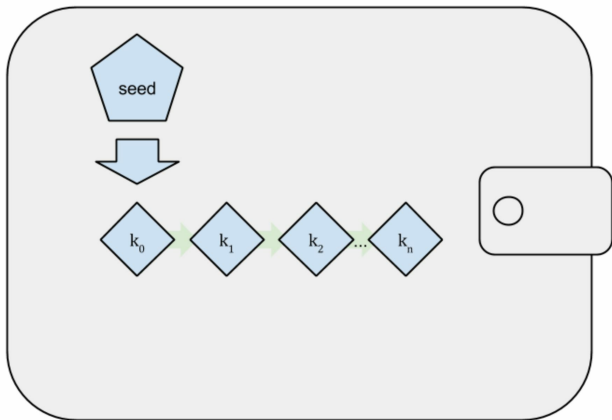 seed
k₀ k₁ k₂ ... kₙ